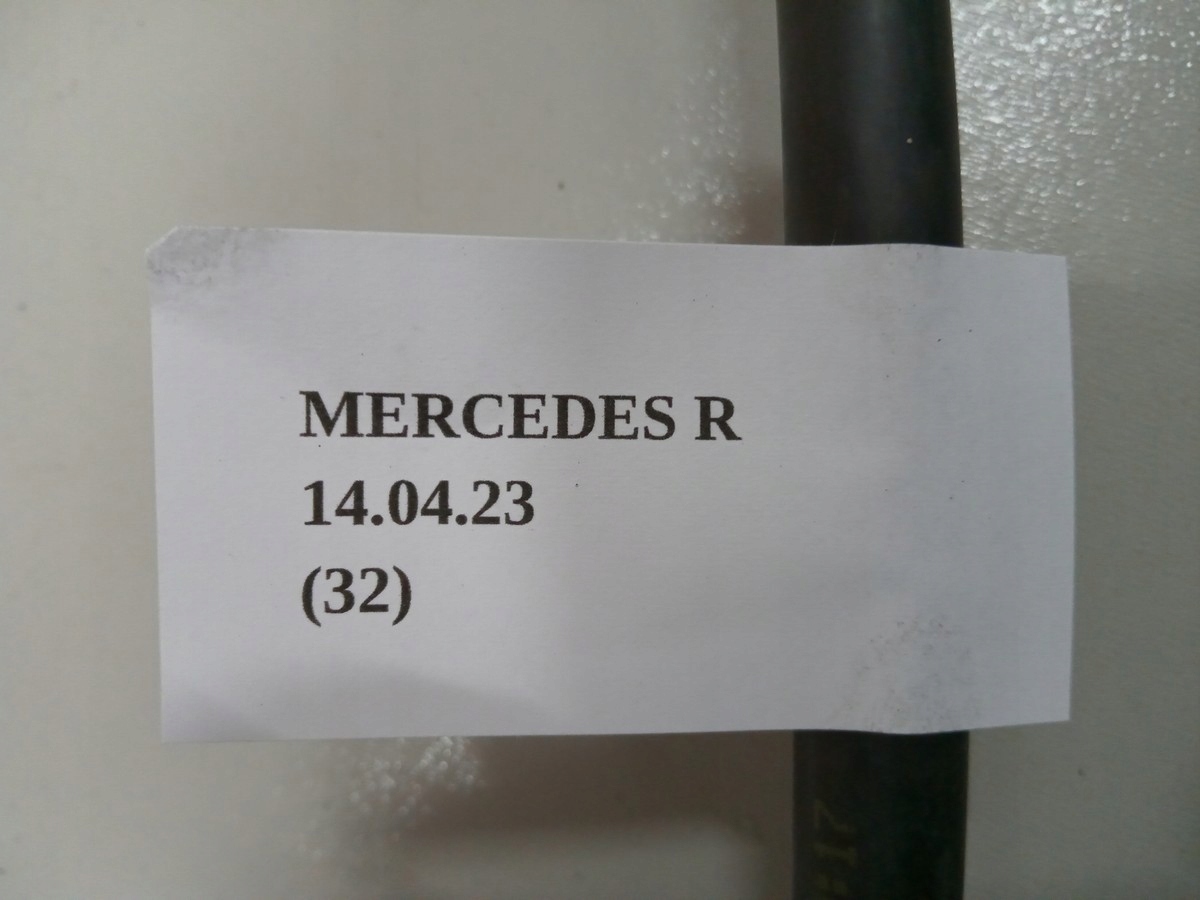 MERCEDES R
14.04.23
(32)